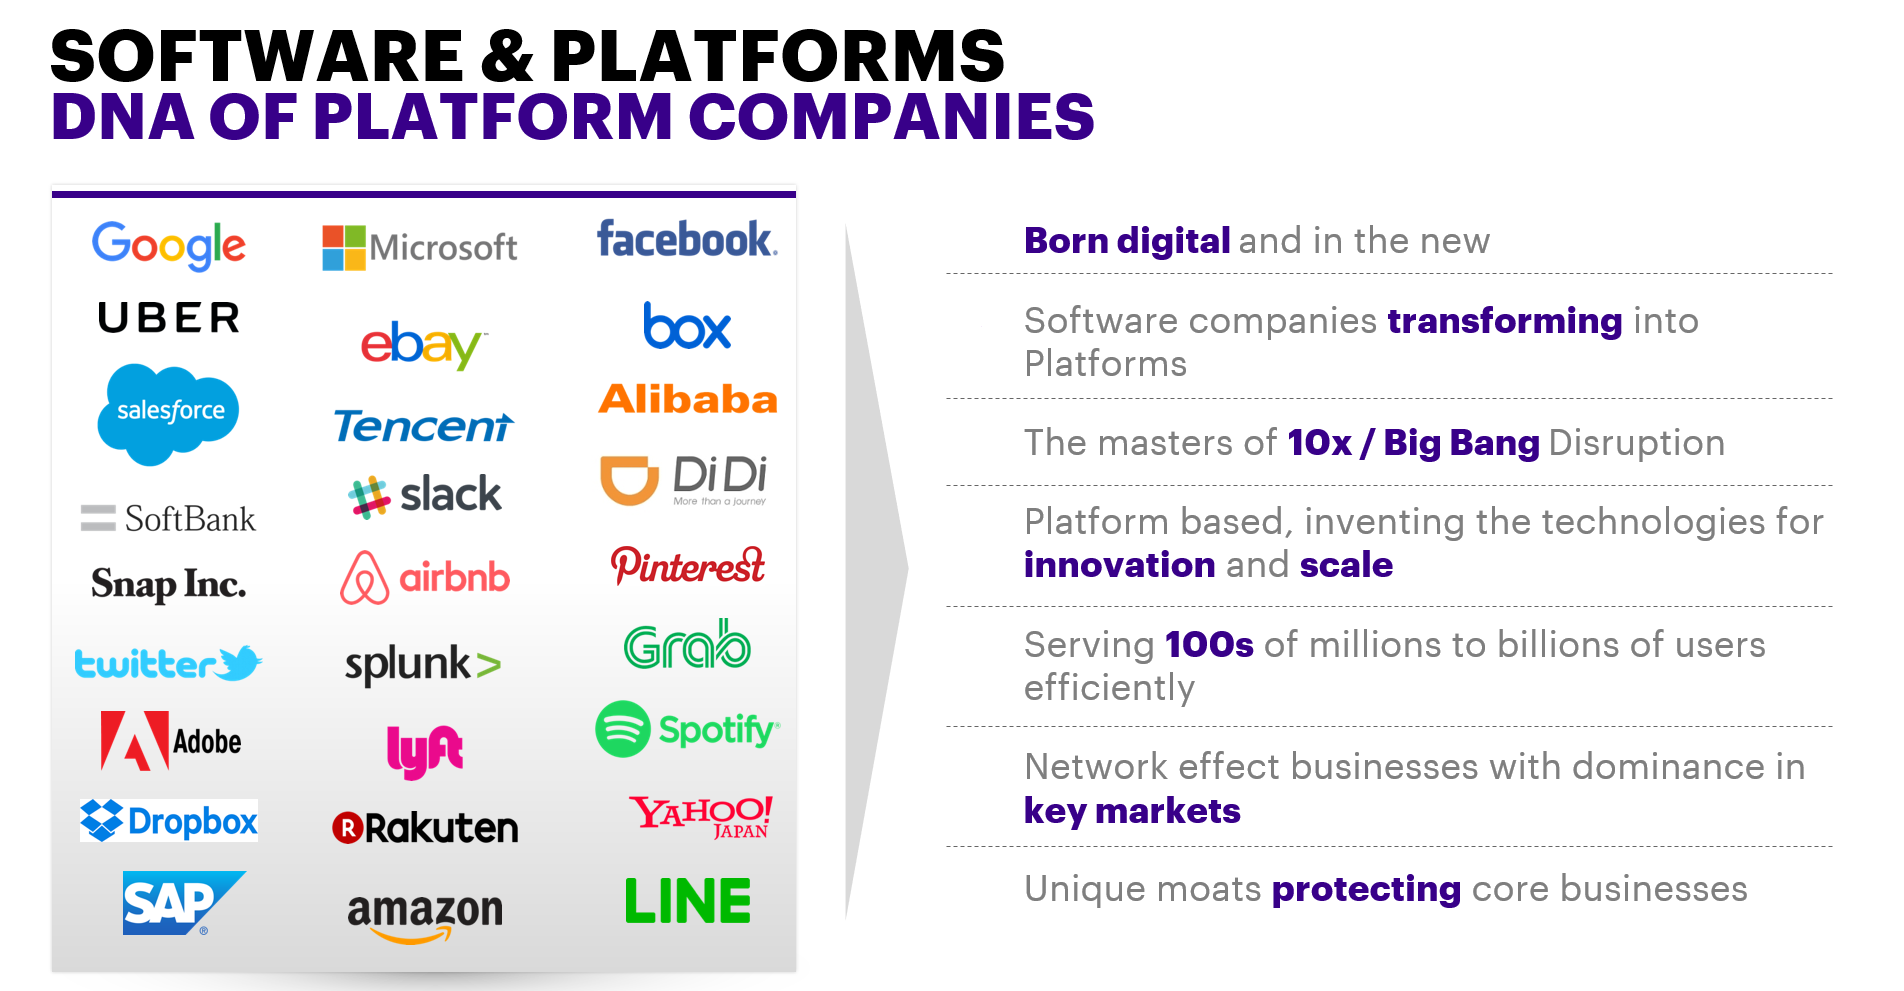 SOFTWARE & PLATFORMS
DNA OF PLATFORM COMPANIES
Google
UBER
salesforce
SoftBank
Snap Inc.
twitter
Adobe
Dropbox
SAP®
Microsoft
ebay™
Tencent
slack
airbnb
splunk>
lyft
Rakuten
amazon
facebook®
box
Alibaba
DiDi
More than a journey
Pinterest
Grab
Spotify®
YAHOO!
JAPAN
LINE
Born digital and in the new
Software companies transforming into
Platforms
The masters of 10x / Big Bang Disruption
Platform based, inventing the technologies for
innovation and scale
Serving 100s of millions to billions of users
efficiently
Network effect businesses with dominance in
key markets
Unique moats protecting core businesses